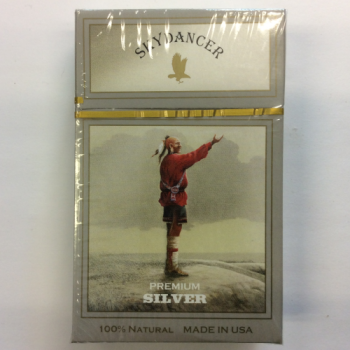 SKYDANCER
PREMIUM
SILVER
100% NATURAL MADE IN USA